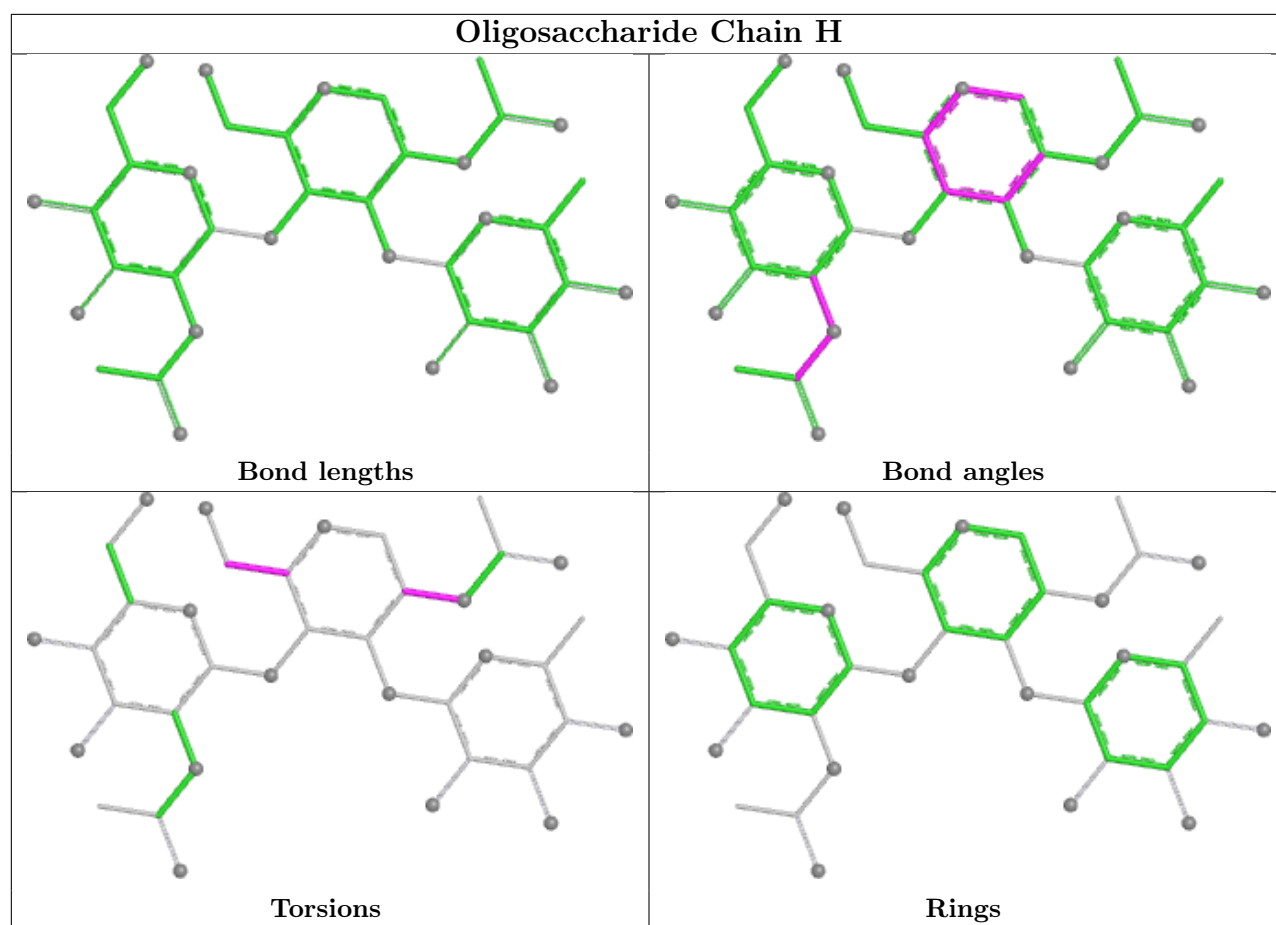 Oligosaccharide Chain H
Bond lengths
Bond angles
Torsions
Rings